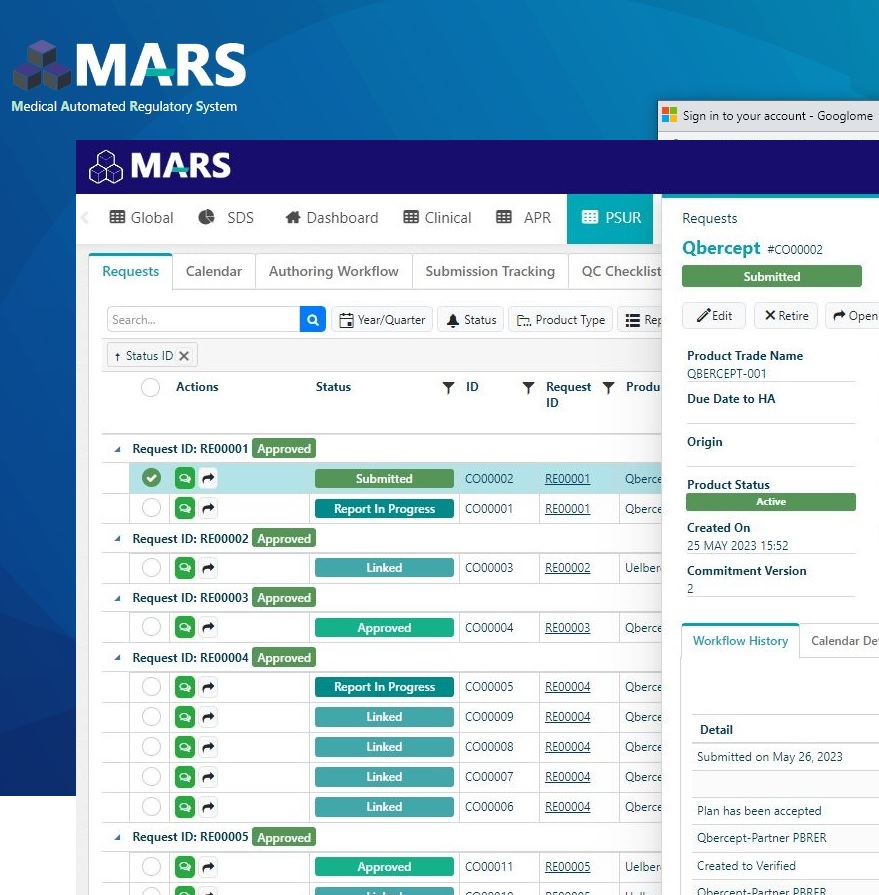 MARS
Medical Automated Regulatory System
Sign in to your account - Googlome
MARS
Global SDS Dashboard Clinical APR PSUR
Requests Calendar Authoring Workflow Submission Tracking QC Checklist
Search... Year/Quarter Status Product Type Rep
↑ Status ID ✕
Actions Status ID Request ID Produ
Request ID: RE00001 Approved
Submitted CO00002 RE00001 Qberce
Report In Progress CO00001 RE00001 Qberce
Request ID: RE00002 Approved
Linked CO00003 RE00002 Uelber
Request ID: RE00003 Approved
Approved CO00004 RE00003 Qberce
Request ID: RE00004 Approved
Report In Progress CO00005 RE00004 Qberce
Linked CO00009 RE00004 Qberce
Linked CO00008 RE00004 Qberce
Linked CO00007 RE00004 Qberce
Linked CO00006 RE00004 Qberce
Request ID: RE00005 Approved
Approved CO00011 RE00005 Uelber
Requests
Qbercept #CO00002
Submitted
Edit Retire Open
Product Trade Name
QBERCEPT-001
Due Date to HA
Origin
Product Status
Active
Created On
25 MAY 2023 15:52
Commitment Version
2
Workflow History Calendar De
Detail
Submitted on May 26, 2023
Plan has been accepted
Qbercept-Partner PBRER
Created to Verified
Qbercept-Partner PBRER